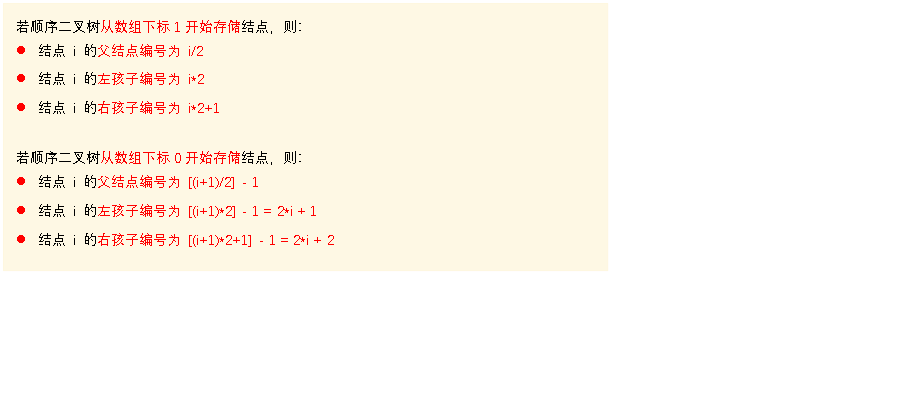 若顺序二叉树从数组下标 1 开始存储结点，则：
● 结点 i 的父结点编号为 i/2
● 结点 i 的左孩子编号为 i*2
● 结点 i 的右孩子编号为 i*2+1
若顺序二叉树从数组下标 0 开始存储结点，则：
● 结点 i 的父结点编号为 [(i+1)/2] - 1
● 结点 i 的左孩子编号为 [(i+1)*2] - 1 = 2*i + 1
● 结点 i 的右孩子编号为 [(i+1)*2+1] - 1 = 2*i + 2